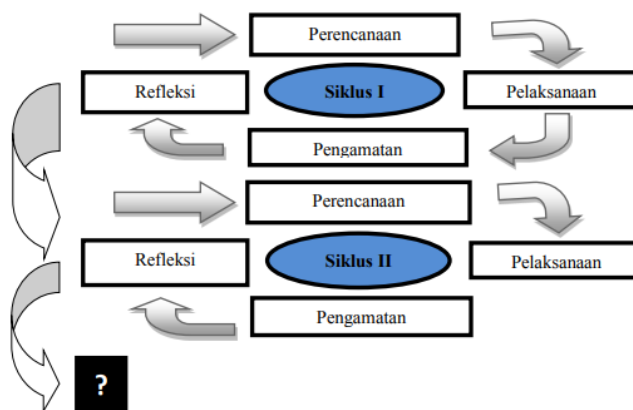 Perencanaan
Refleksi
Siklus I
Pelaksanaan
Pengamatan
Perencanaan
Refleksi
Siklus II
Pelaksanaan
Pengamatan
?